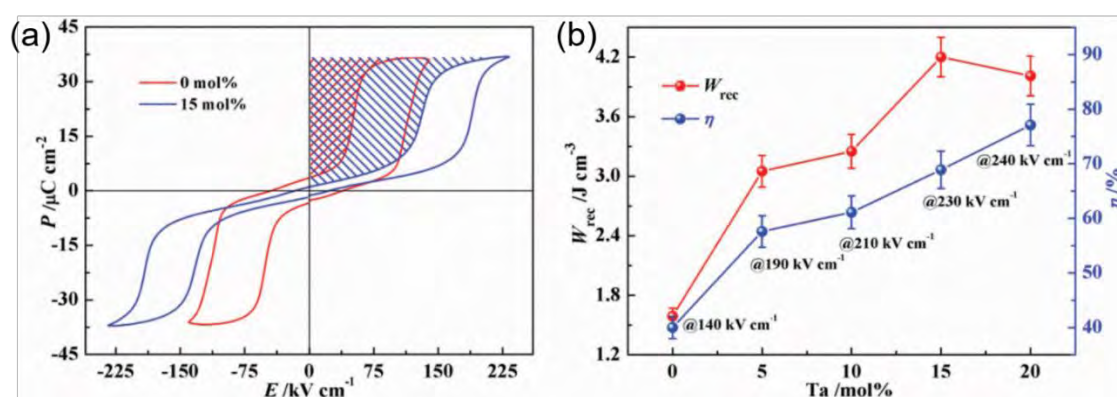 (a)
45
30
15
0
-15
-30
-45
P /μC cm⁻²
0 mol%
15 mol%
-225 -150 -75 0 75 150 225
E /kV cm⁻¹
(b)
4.2
3.6
3.0
2.4
1.8
1.2
W_rec /J cm⁻³
W_rec
η
@140 kV cm⁻¹
@190 kV cm⁻¹
@210 kV cm⁻¹
@230 kV cm⁻¹
@240 kV cm⁻¹
90
80
70
60
50
40
η/%
0 5 10 15 20
Ta /mol%